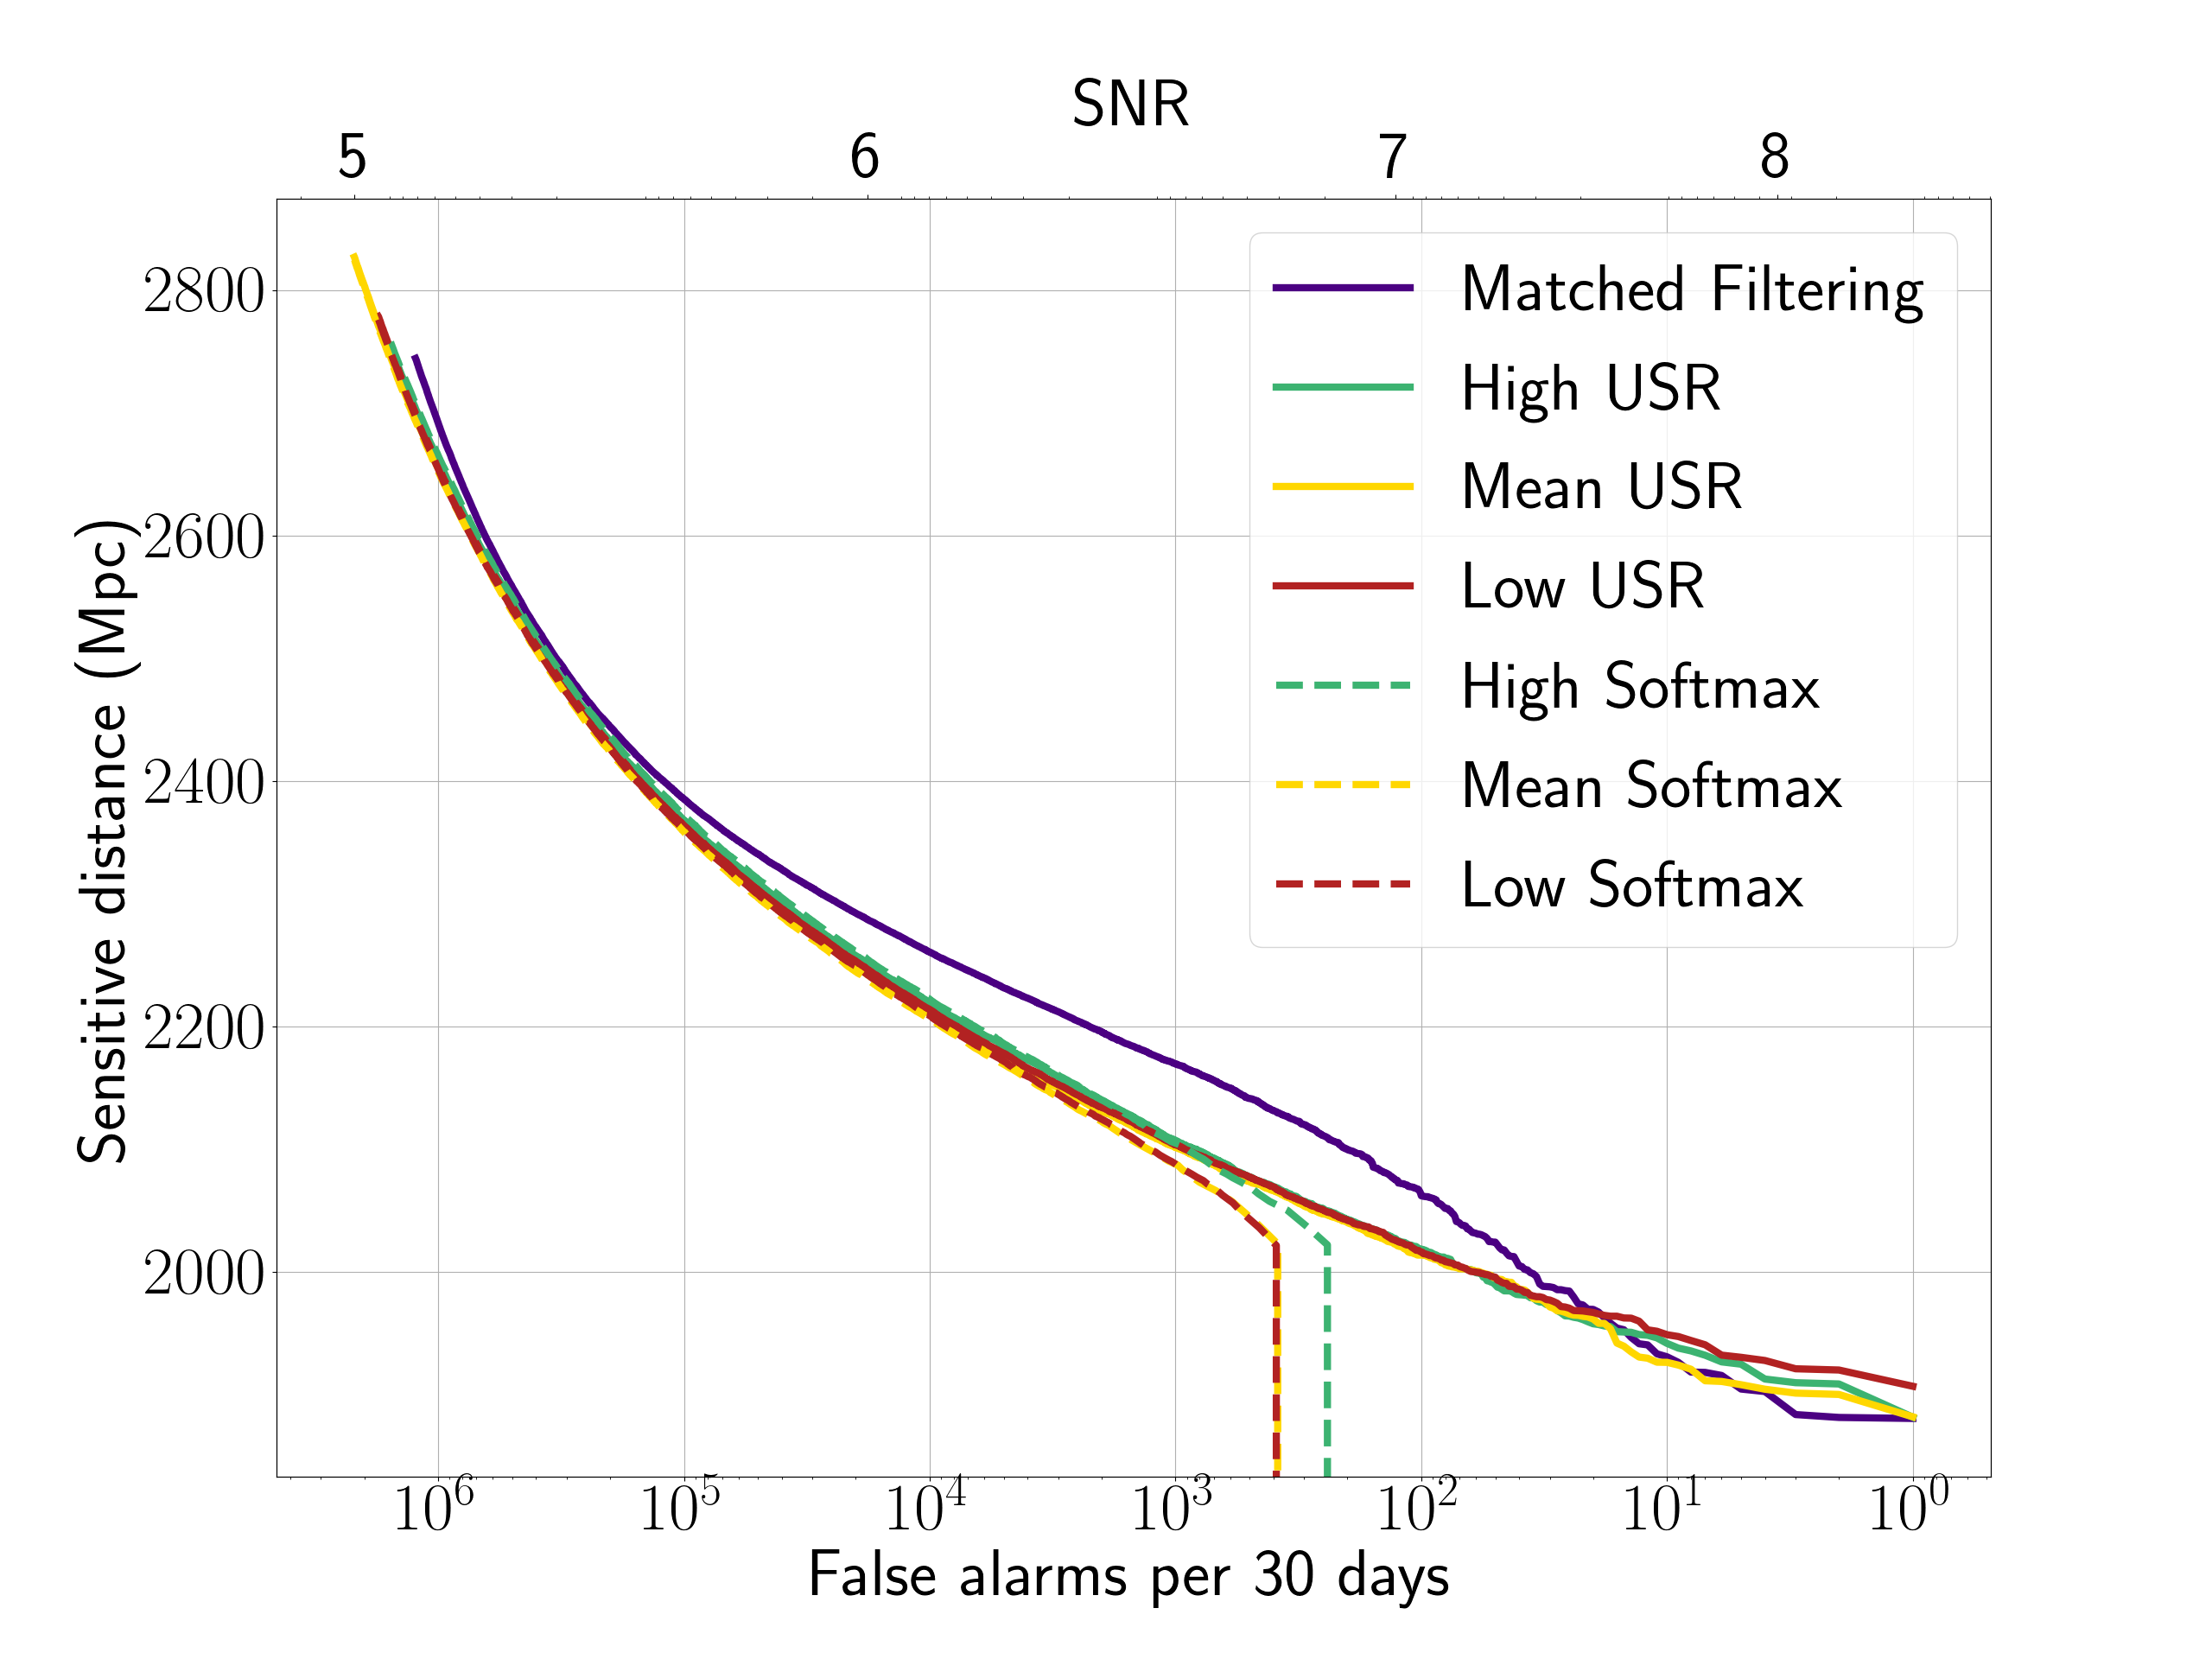 SNR
5 6 7 8
Sensitive distance (Mpc)
2800
2600
2400
2200
2000
Matched Filtering
High USR
Mean USR
Low USR
High Softmax
Mean Softmax
Low Softmax
10^6 10^5 10^4 10^3 10^2 10^1 10^0
False alarms per 30 days